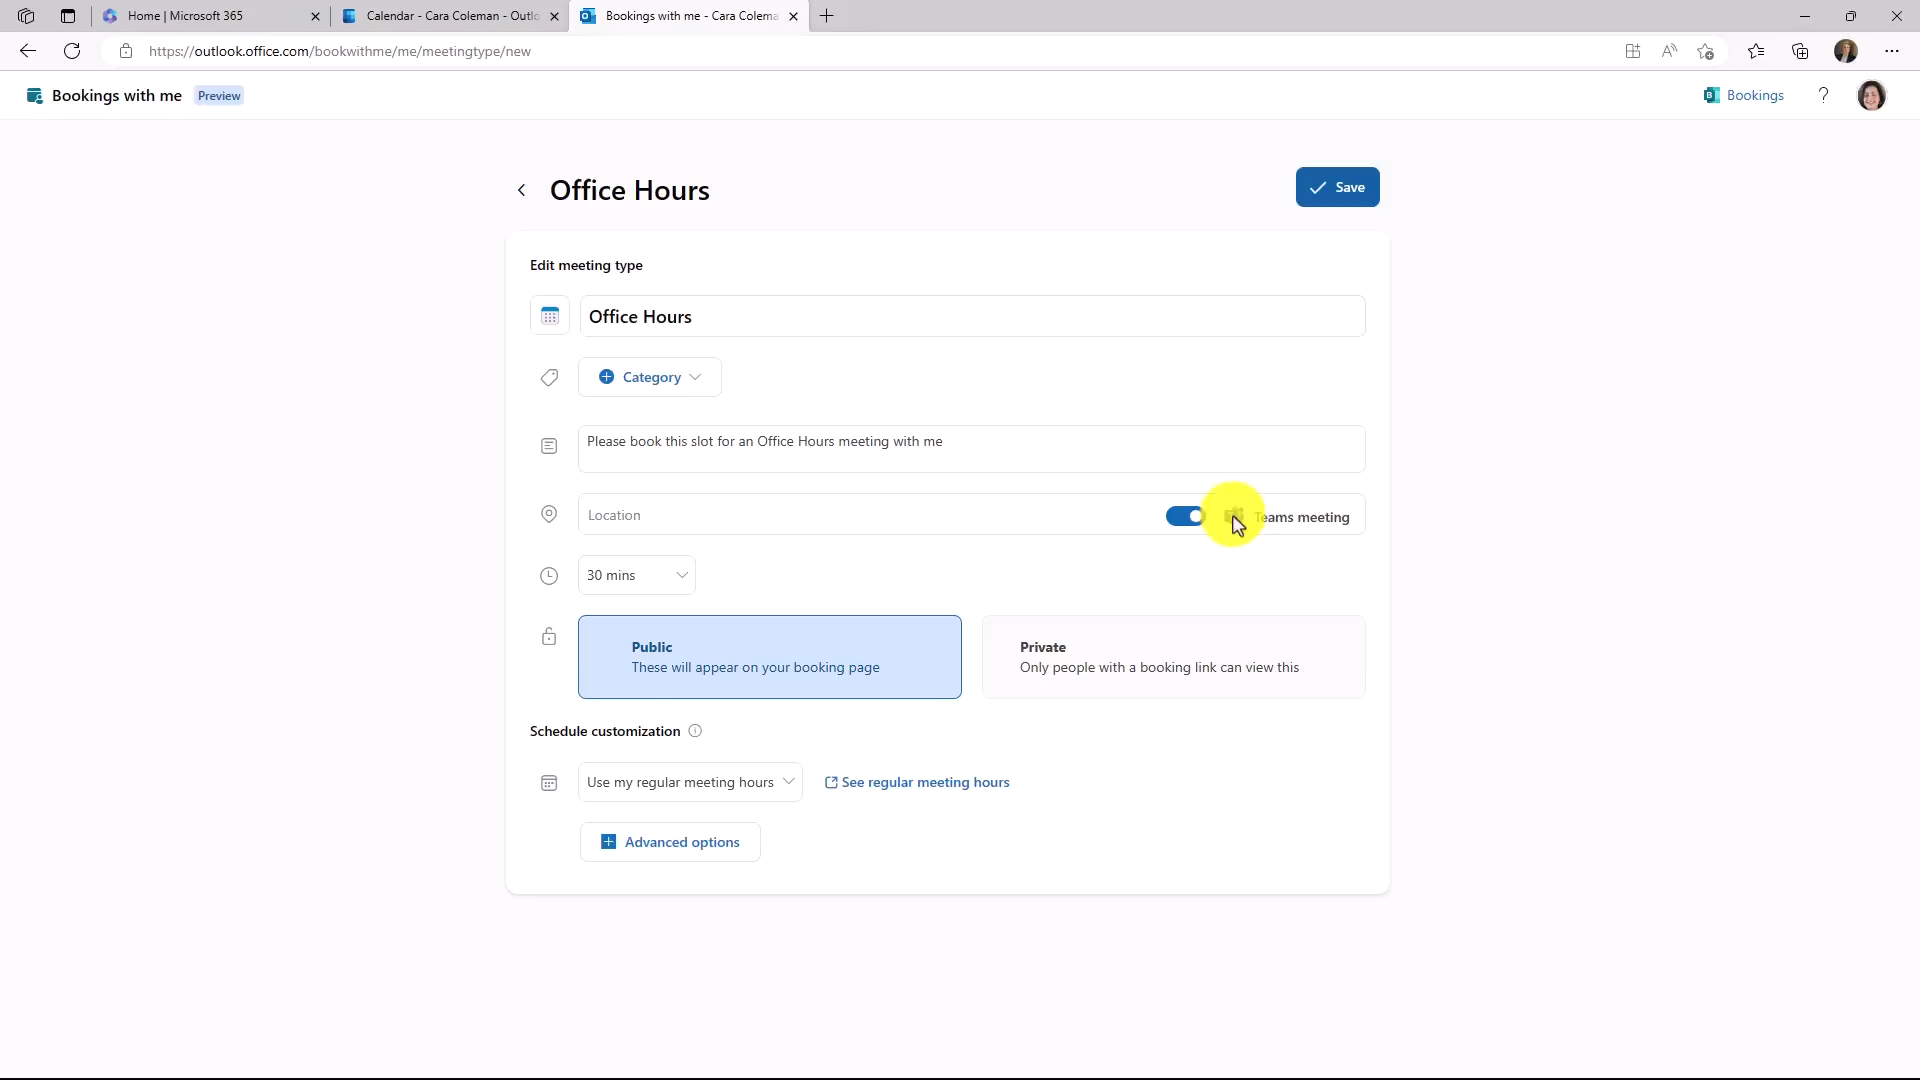 Home | Microsoft 365
Calendar - Cara Coleman - Outlo
Bookings with me - Cara Colema
https://outlook.office.com/bookwithme/me/meetingtype/new
Bookings with me Preview
Bookings
Office Hours
Save
Edit meeting type
Office Hours
Category
Please book this slot for an Office Hours meeting with me
Location
Teams meeting
30 mins
Public
These will appear on your booking page
Private
Only people with a booking link can view this
Schedule customization
Use my regular meeting hours
See regular meeting hours
Advanced options